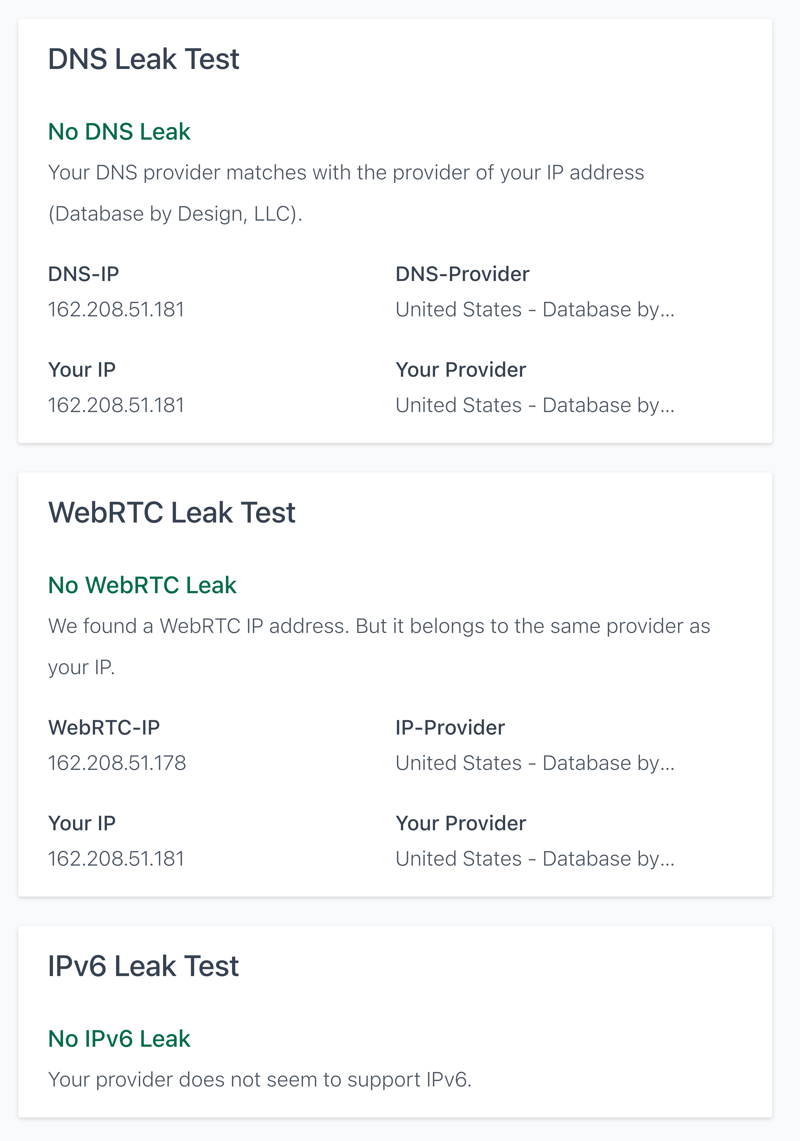 DNS Leak Test
No DNS Leak
Your DNS provider matches with the provider of your IP address
(Database by Design, LLC).
DNS-IP
DNS-Provider
162.208.51.181
United States - Database by...
Your IP
Your Provider
162.208.51.181
United States - Database by...
WebRTC Leak Test
No WebRTC Leak
We found a WebRTC IP address. But it belongs to the same provider as
your IP.
WebRTC-IP
IP-Provider
162.208.51.178
United States - Database by...
Your IP
Your Provider
162.208.51.181
United States - Database by...
IPv6 Leak Test
No IPv6 Leak
Your provider does not seem to support IPv6.